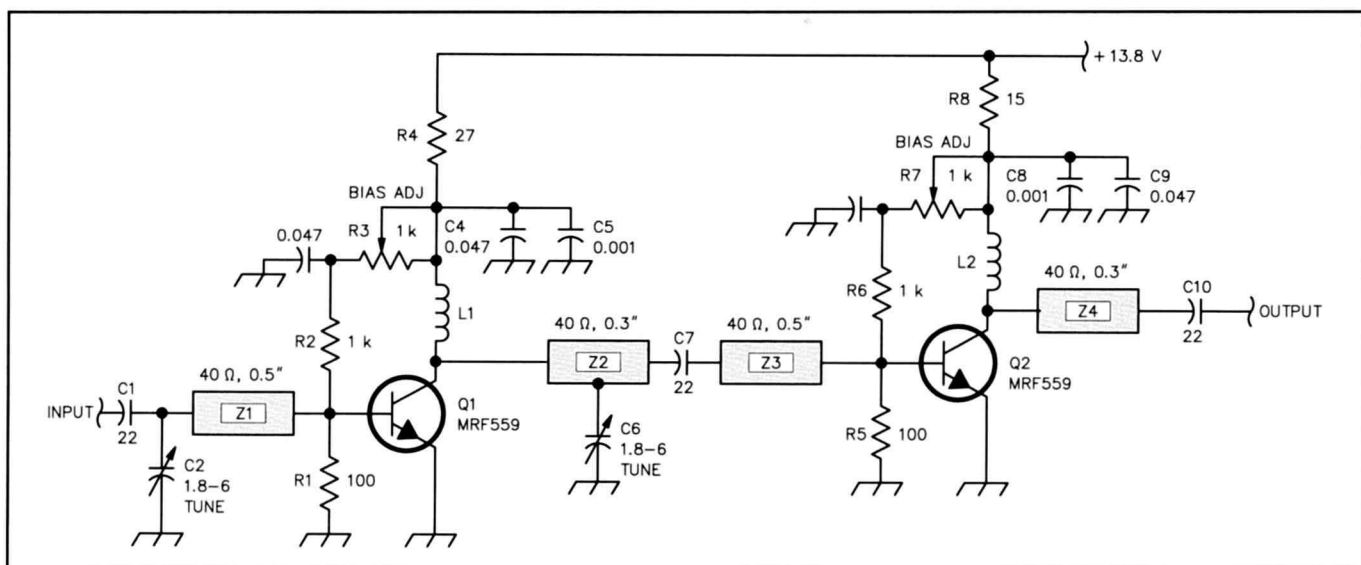 + 13.8 V
R8 15
R4 27
BIAS ADJ
R7 1 k
C8 0.001
C9 0.047
BIAS ADJ
R3 1 k
C4 0.047
C5 0.001
0.047
L2
40 Ω, 0.3"
Z4
C10 22
OUTPUT
R6 1 k
L1
R2 1 k
40 Ω, 0.3"
Z2
C7 22
40 Ω, 0.5"
Z3
Q2
MRF559
C1 22
40 Ω, 0.5"
Z1
INPUT
Q1
MRF559
C6
1.8–6
TUNE
R5 100
C2
1.8–6
TUNE
R1 100